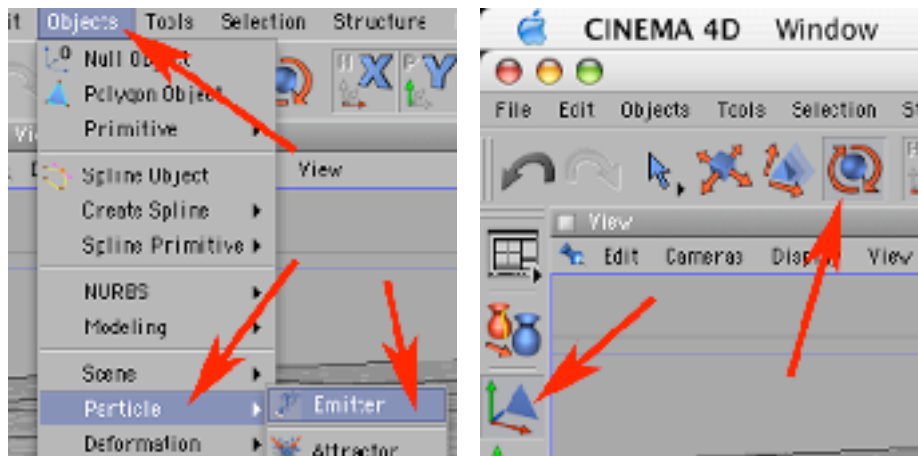 Objects Tools Selection Structure
Null Object
Polygon Object
Primitive
View
Spline Object
Create Spline
Spline Primitive
NURBS
Modeling
Scene
Particle
Emitter
Deformation
Attractor
CINEMA 4D Window
File Edit Objects Tools Selection
View
Edit Cameras Display View